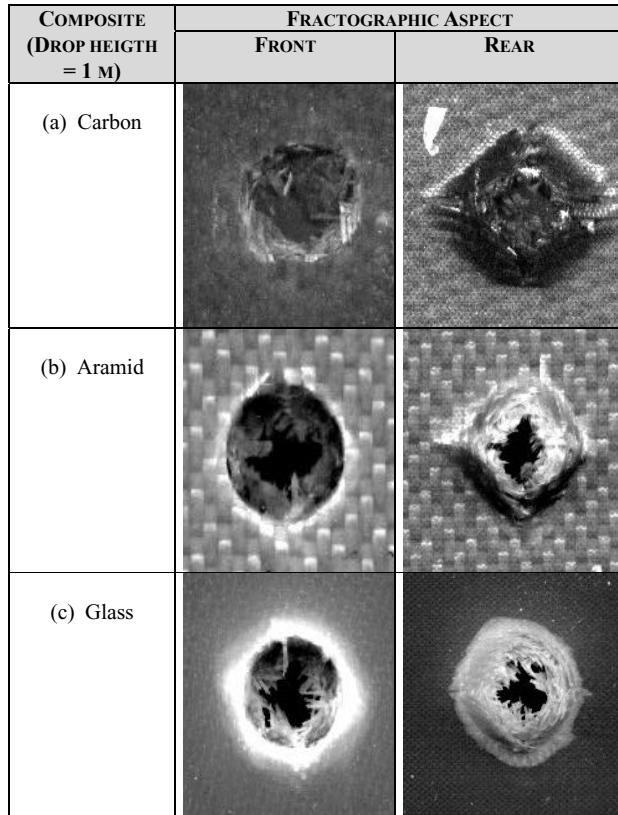 COMPOSITE
(DROP HEIGTH
= 1 M)
FRACTOGRAPHIC ASPECT
FRONT
REAR
(a) Carbon
(b) Aramid
(c) Glass